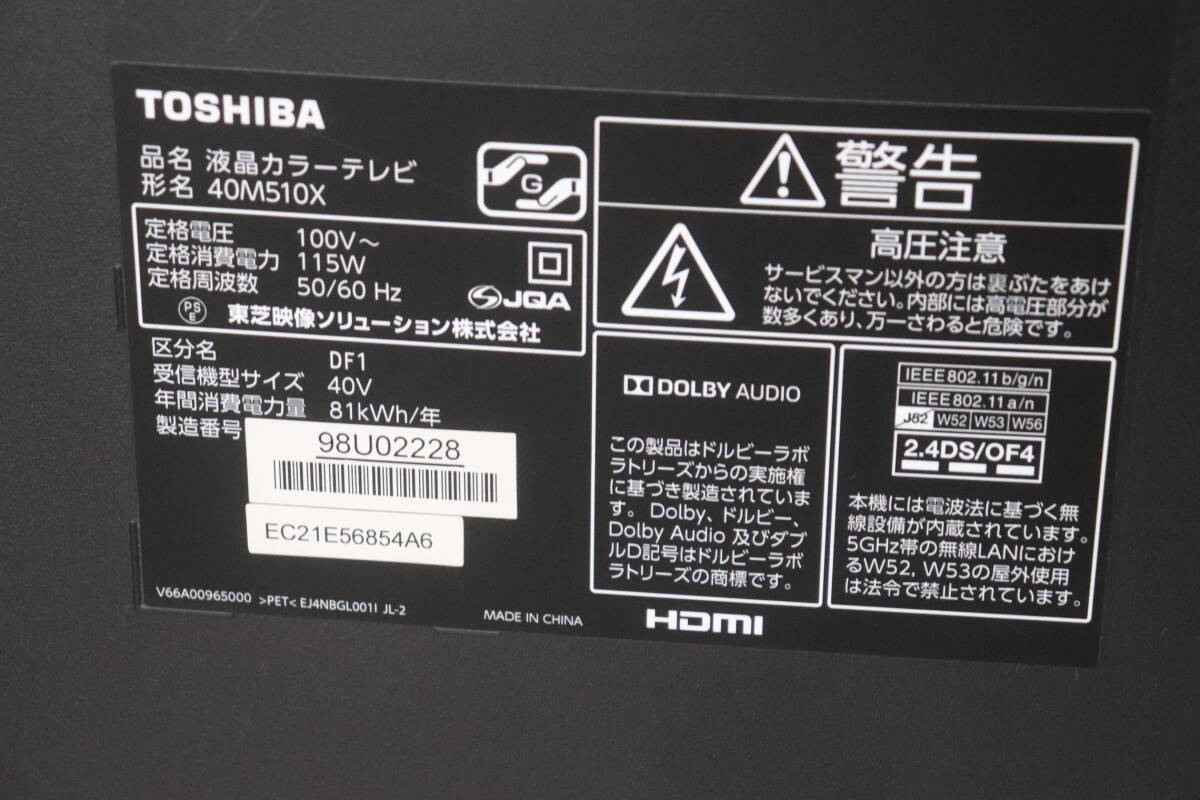 TOSHIBA
品名 液晶カラーテレビ
形名 40M510X
G
定格電圧 100V～
定格消費電力 115W
定格周波数 50/60 Hz
PS
E
JQA
東芝映像ソリューション株式会社
区分名 DF1
受信機型サイズ 40V
年間消費電力量 81kWh/年
製造番号
98U02228
EC21E56854A6
V66A00965000 >PET< EJ4NBGL001I JL-2
MADE IN CHINA
警告
高圧注意
サービスマン以外の方は裏ぶたをあけ
ないでください。内部には高電圧部分が
数多くあり、万一さわると危険です。
DOLBY AUDIO
この製品はドルビーラボ
ラトリーズからの実施権
に基づき製造されていま
す。Dolby、ドルビー、
Dolby Audio 及びダブ
ルD記号はドルビーラボ
ラトリーズの商標です。
HDMI
IEEE802.11b/g/n
IEEE802.11a/n
J52 W52 W53 W56
2.4DS/OF4
本機には電波法に基づく無
線設備が内蔵されています。
5GHz帯の無線LANにおけ
るW52, W53の屋外使用
は法令で禁止されています。